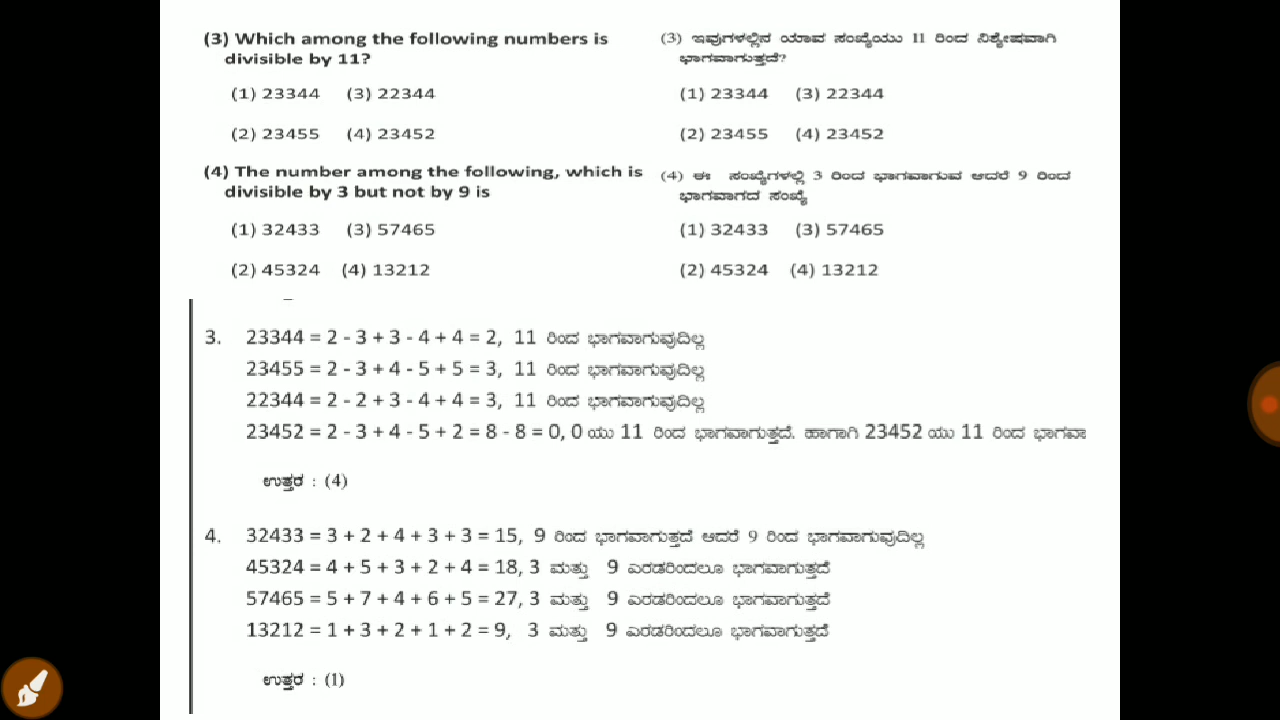 (3) Which among the following numbers is
divisible by 11?
(1) 23344 (3) 22344
(2) 23455 (4) 23452
(4) The number among the following, which is
divisible by 3 but not by 9 is
(1) 32433 (3) 57465
(2) 45324 (4) 13212
(3) ಇವುಗಳಲ್ಲಿನ ಯಾವ ಸಂಖ್ಯೆಯು 11 ರಿಂದ ನಿಶ್ಶೇಷವಾಗಿ
ಭಾಗವಾಗುತ್ತದೆ?
(1) 23344 (3) 22344
(2) 23455 (4) 23452
(4) ಈ ಸಂಖ್ಯೆಗಳಲ್ಲಿ 3 ರಿಂದ ಭಾಗವಾಗುವ ಆದರೆ 9 ರಿಂದ
ಭಾಗವಾಗದ ಸಂಖ್ಯೆ
(1) 32433 (3) 57465
(2) 45324 (4) 13212
3. 23344 = 2 - 3 + 3 - 4 + 4 = 2, 11 ರಿಂದ ಭಾಗವಾಗುವುದಿಲ್ಲ
23455 = 2 - 3 + 4 - 5 + 5 = 3, 11 ರಿಂದ ಭಾಗವಾಗುವುದಿಲ್ಲ
22344 = 2 - 2 + 3 - 4 + 4 = 3, 11 ರಿಂದ ಭಾಗವಾಗುವುದಿಲ್ಲ
23452 = 2 - 3 + 4 - 5 + 2 = 8 - 8 = 0, 0 ಯು 11 ರಿಂದ ಭಾಗವಾಗುತ್ತದೆ. ಹಾಗಾಗಿ 23452 ಯು 11 ರಿಂದ ಭಾಗವಾ
ಉತ್ತರ : (4)
4. 32433 = 3 + 2 + 4 + 3 + 3 = 15, 9 ರಿಂದ ಭಾಗವಾಗುತ್ತದೆ ಆದರೆ 9 ರಿಂದ ಭಾಗವಾಗುವುದಿಲ್ಲ
45324 = 4 + 5 + 3 + 2 + 4 = 18, 3 ಮತ್ತು 9 ಎರಡರಿಂದಲೂ ಭಾಗವಾಗುತ್ತದೆ
57465 = 5 + 7 + 4 + 6 + 5 = 27, 3 ಮತ್ತು 9 ಎರಡರಿಂದಲೂ ಭಾಗವಾಗುತ್ತದೆ
13212 = 1 + 3 + 2 + 1 + 2 = 9, 3 ಮತ್ತು 9 ಎರಡರಿಂದಲೂ ಭಾಗವಾಗುತ್ತದೆ
ಉತ್ತರ : (1)